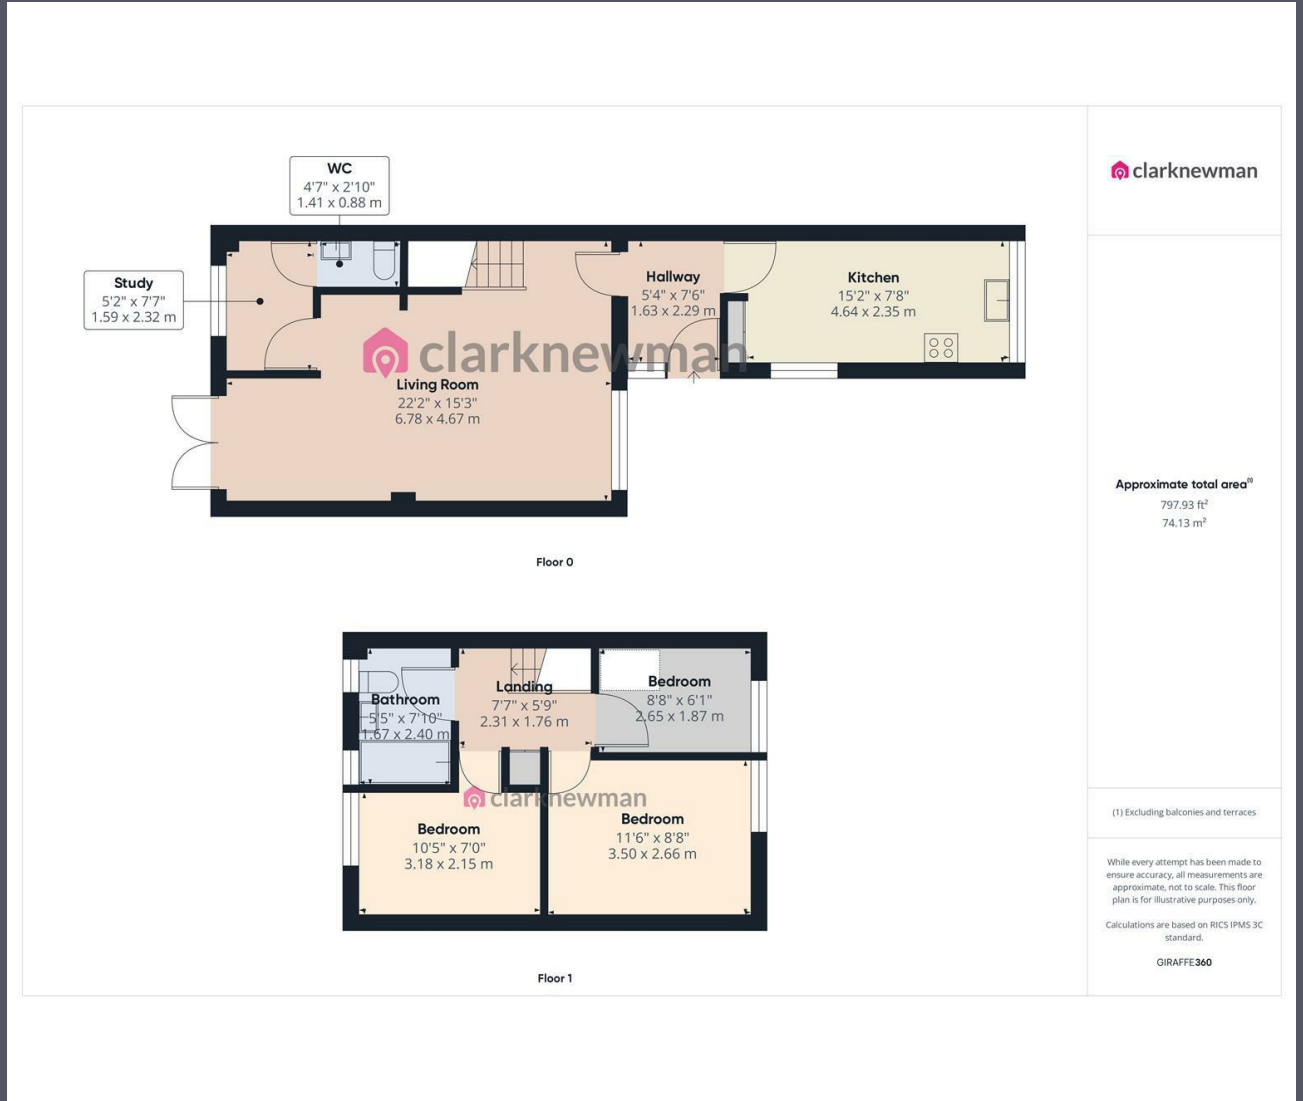 WC
4'7" x 2'10"
1.41 x 0.88 m
Study
5'2" x 7'7"
1.59 x 2.32 m
Hallway
5'4" x 7'6"
1.63 x 2.29 m
Kitchen
15'2" x 7'8"
4.64 x 2.35 m
clarknewman
Living Room
22'2" x 15'3"
6.78 x 4.67 m
Floor 0
Bathroom
5'5" x 7'10"
1.67 x 2.40 m
Landing
7'7" x 5'9"
2.31 x 1.76 m
Bedroom
8'8" x 6'1"
2.65 x 1.87 m
clarknewman
Bedroom
10'5" x 7'0"
3.18 x 2.15 m
Bedroom
11'6" x 8'8"
3.50 x 2.66 m
Floor 1
clarknewman
Approximate total area⁽¹⁾
797.93 ft²
74.13 m²
(1) Excluding balconies and terraces
While every attempt has been made to
ensure accuracy, all measurements are
approximate, not to scale. This floor
plan is for illustrative purposes only.
Calculations are based on RICS IPMS 3C
standard.
GIRAFFE360